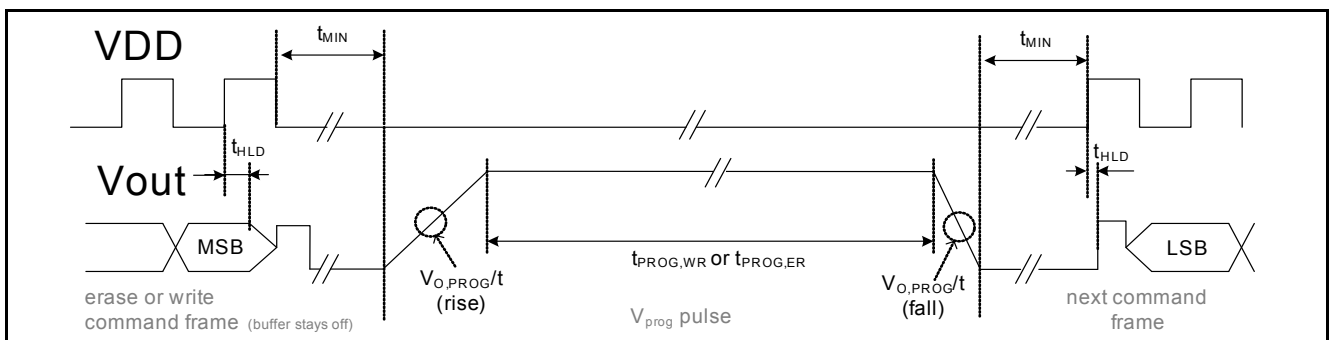 VDD
tMIN
tMIN
tHLD
tHLD
Vout
MSB
LSB
tPROG,WR or tPROG,ER
VO,PROG/t
(rise)
VO,PROG/t
(fall)
erase or write
command frame (buffer stays off)
Vprog pulse
next command
frame